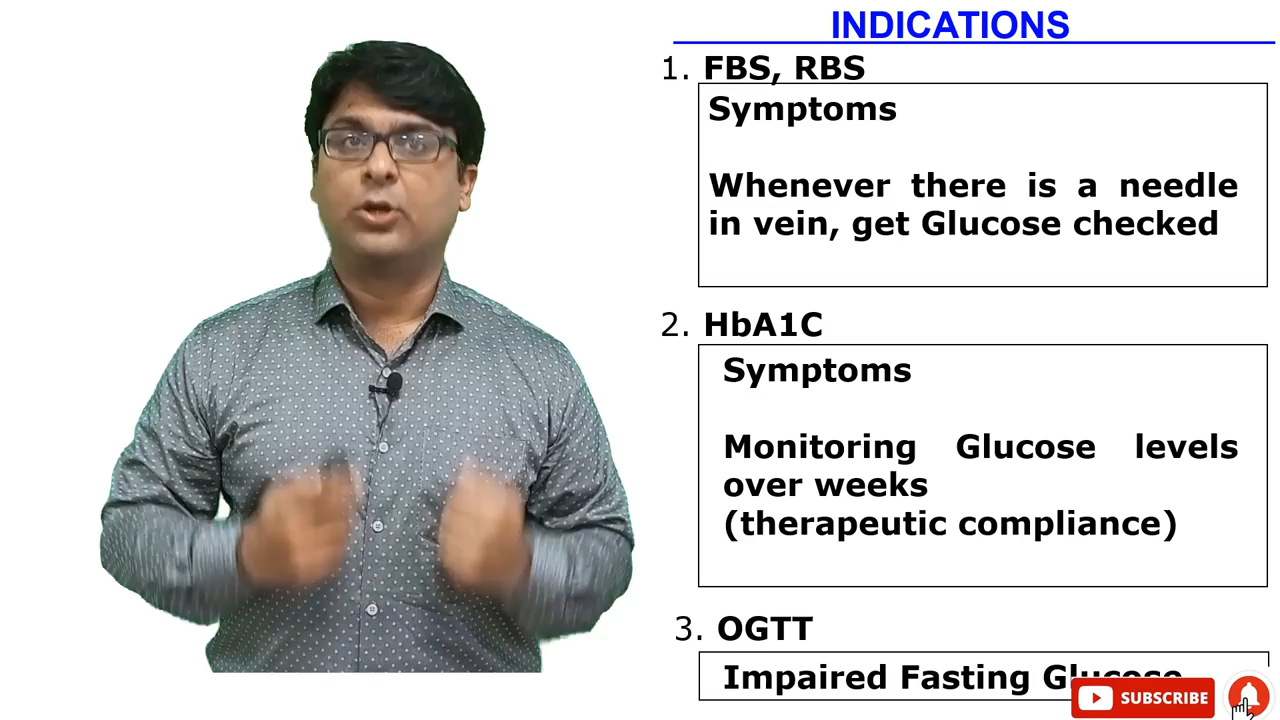 INDICATIONS
1. FBS, RBS
Symptoms
Whenever there is a needle
in vein, get Glucose checked
2. HbA1C
Symptoms
Monitoring Glucose levels
over weeks
(therapeutic compliance)
3. OGTT
Impaired Fasting Glucose
SUBSCRIBE